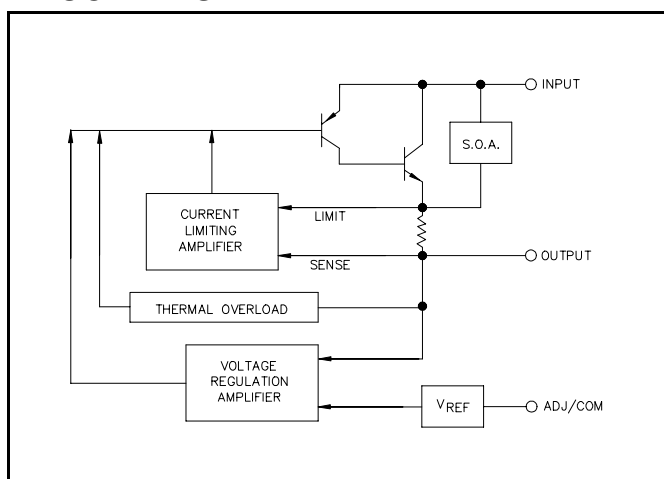 INPUT
S.O.A.
CURRENT
LIMITING
AMPLIFIER
LIMIT
SENSE
OUTPUT
THERMAL OVERLOAD
VOLTAGE
REGULATION
AMPLIFIER
VREF
ADJ/COM